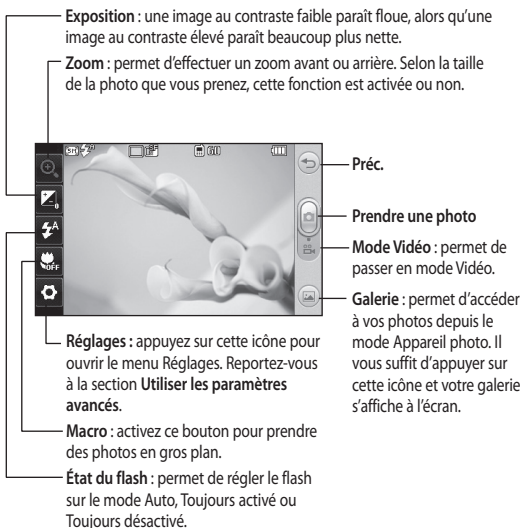 Exposition : une image au contraste faible paraît floue, alors qu’une
image au contraste élevé paraît beaucoup plus nette.
Zoom : permet d’effectuer un zoom avant ou arrière. Selon la taille
de la photo que vous prenez, cette fonction est activée ou non.
Préc.
Prendre une photo
Mode Vidéo : permet de
passer en mode Vidéo.
Galerie : permet d’accéder
à vos photos depuis le
mode Appareil photo. Il
vous suffit d’appuyer sur
cette icône et votre galerie
s’affiche à l’écran.
OFF
Réglages : appuyez sur cette icône pour
ouvrir le menu Réglages. Reportez-vous
à la section Utiliser les paramètres
avancés.
Macro : activez ce bouton pour prendre
des photos en gros plan.
État du flash : permet de régler le flash
sur le mode Auto, Toujours activé ou
Toujours désactivé.